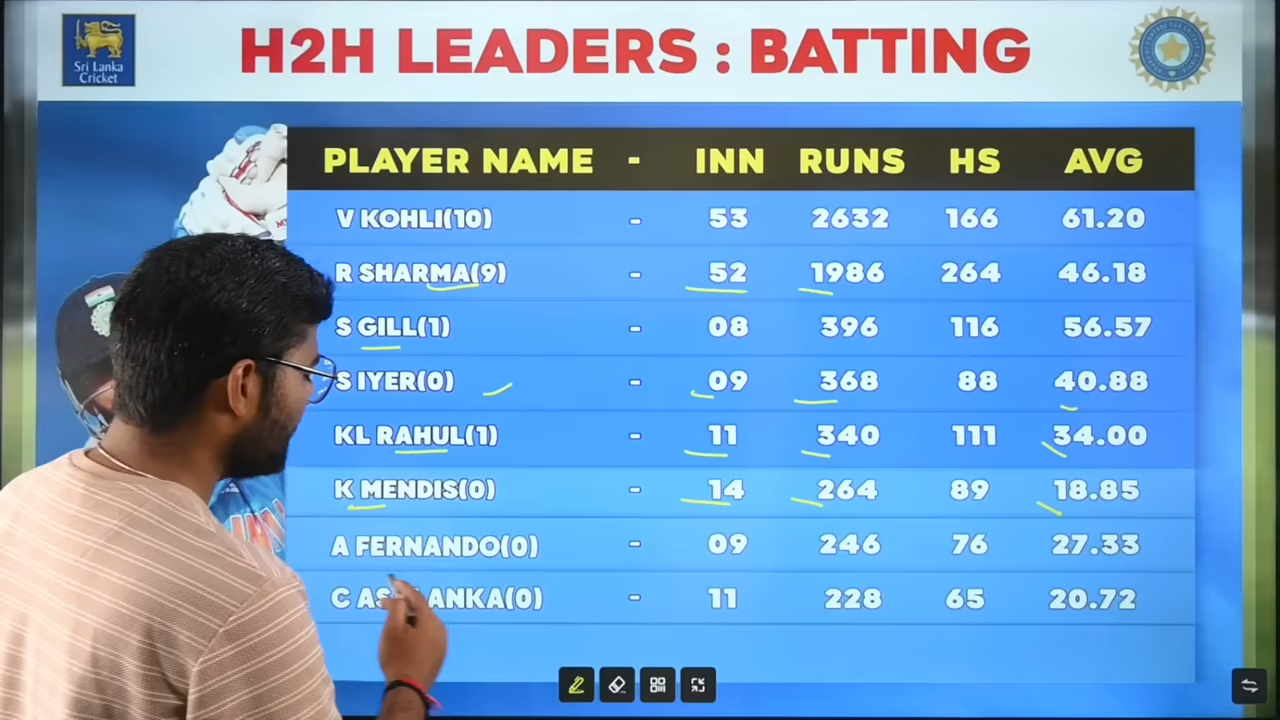 Sri Lanka
Cricket
H2H LEADERS : BATTING
PLAYER NAME - INN RUNS HS AVG
V KOHLI(10) - 53 2632 166 61.20
R SHARMA(9) - 52 1986 264 46.18
S GILL(1) - 08 396 116 56.57
S IYER(0) - 09 368 88 40.88
KL RAHUL(1) - 11 340 111 34.00
K MENDIS(0) - 14 264 89 18.85
A FERNANDO(0) - 09 246 76 27.33
C ANKA(0) - 11 228 65 20.72